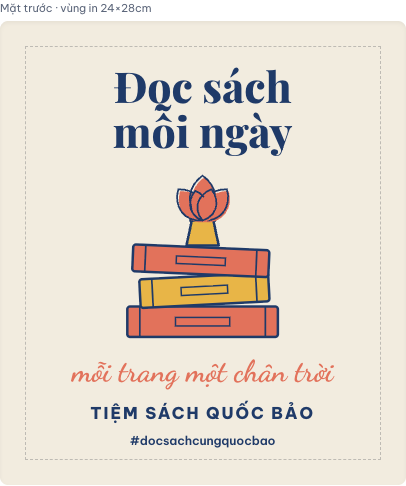 Mặt trước · vùng in 24×28cm
Đọc sách
mỗi ngày
mỗi trang một chân trời
TIỆM SÁCH QUỐC BẢO
#docsachcungquocbao